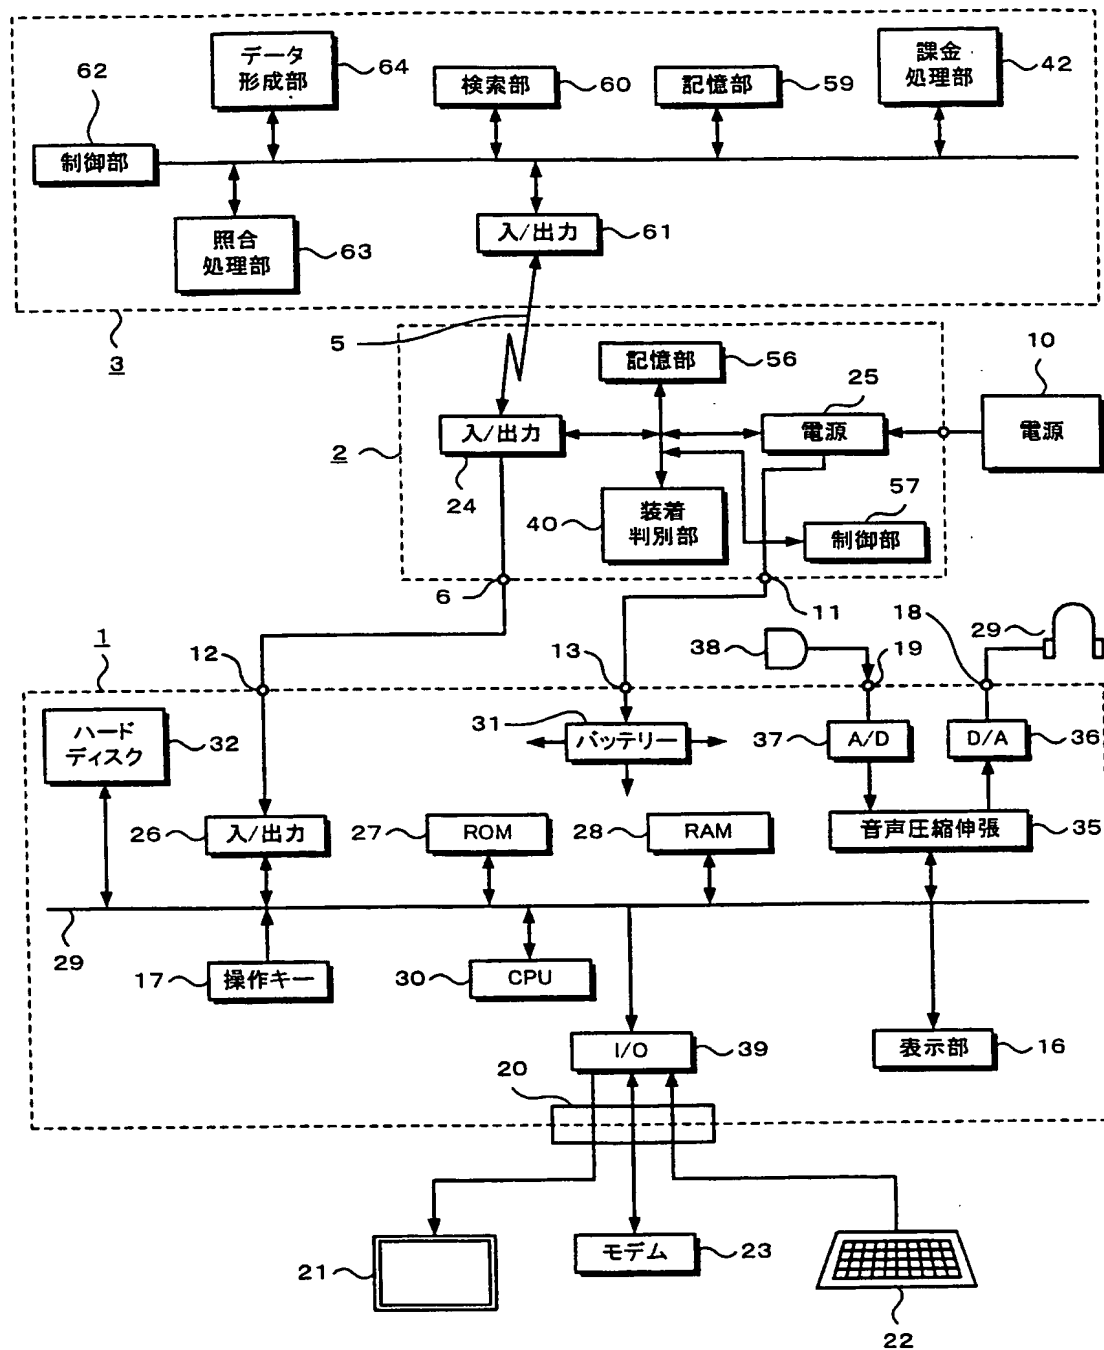 データ
形成部
64
検索部
60
記憶部
59
課金
処理部
42
62
制御部
照合
処理部
63
入/出力
61
3
5
記憶部
56
25
10
入/出力
24
電源
電源
2
装着
判別部
40
57
制御部
6
11
1
12
13
38
19
18
29
ハード
ディスク
32
31
バッテリー
37
A/D
D/A
36
26
入/出力
27
ROM
28
RAM
音声圧縮伸張
35
29
17
操作キー
30
CPU
I/O
39
表示部
16
20
21
モデム
23
22